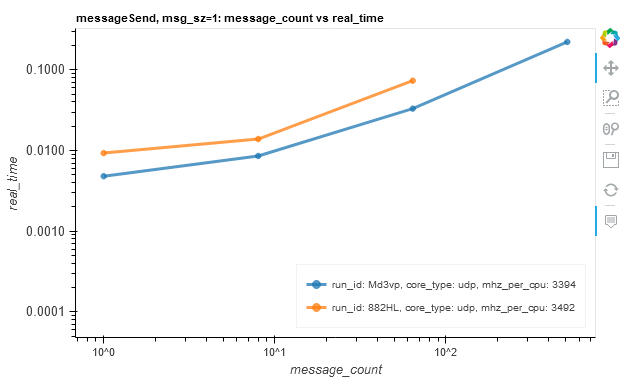 messageSend, msg_sz=1: message_count vs real_time
0.1000
0.0100
0.0010
0.0001
real_time
run_id: Md3vp, core_type: udp, mhz_per_cpu: 3394
run_id: 882HL, core_type: udp, mhz_per_cpu: 3492
10^0 10^1 10^2
message_count